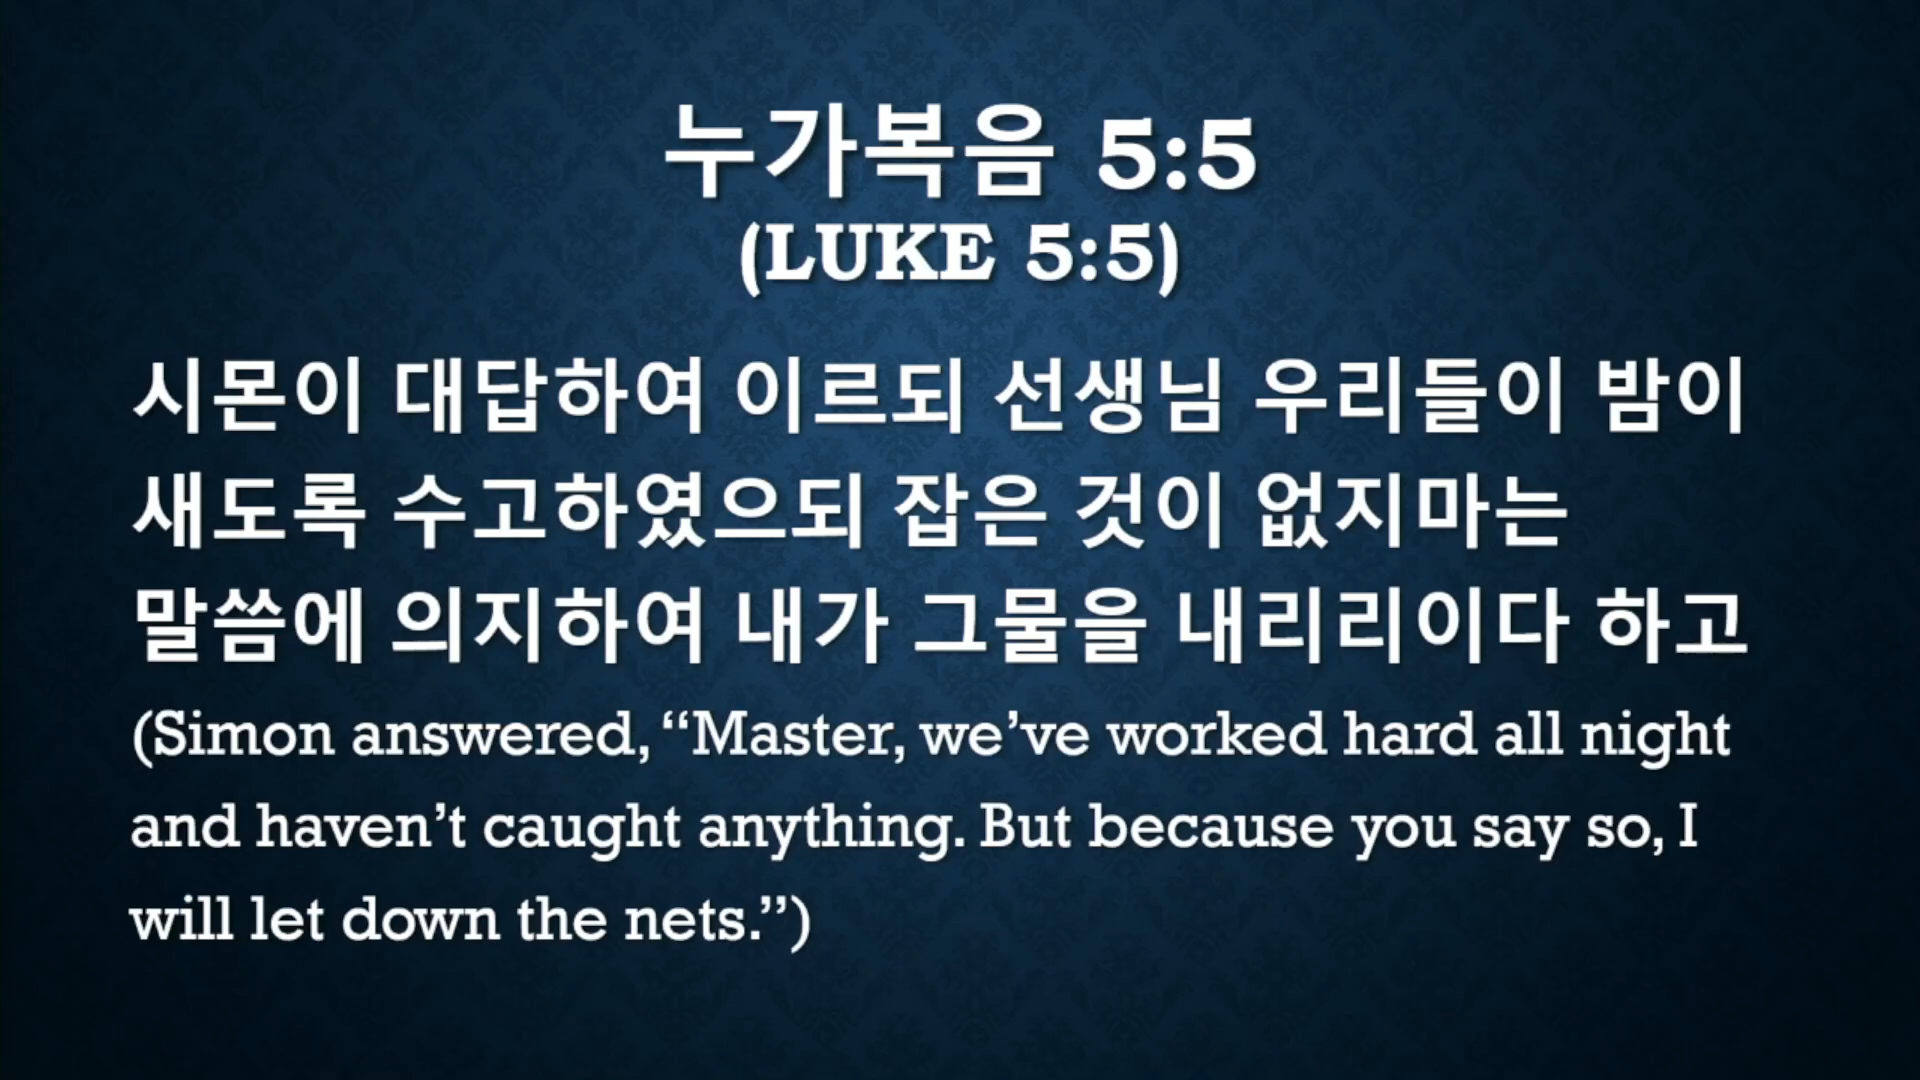 누가복음 5:5
(LUKE 5:5)
시몬이 대답하여 이르되 선생님 우리들이 밤이
새도록 수고하였으되 잡은 것이 없지마는
말씀에 의지하여 내가 그물을 내리리이다 하고
(Simon answered, “Master, we’ve worked hard all night
and haven’t caught anything. But because you say so, I
will let down the nets.”)